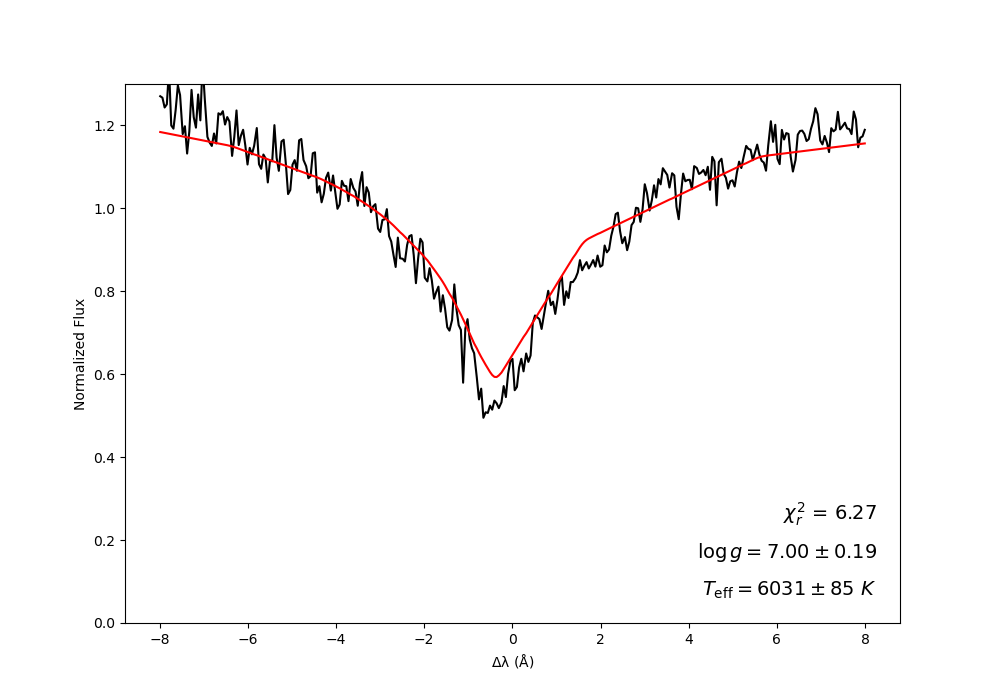 Normalized Flux
1.2
1.0
0.8
0.6
0.4
0.2
0.0
χ²ᵣ = 6.27
log g = 7.00 ± 0.19
T_eff = 6031 ± 85 K
−8 −6 −4 −2 0 2 4 6 8
Δλ (Å)